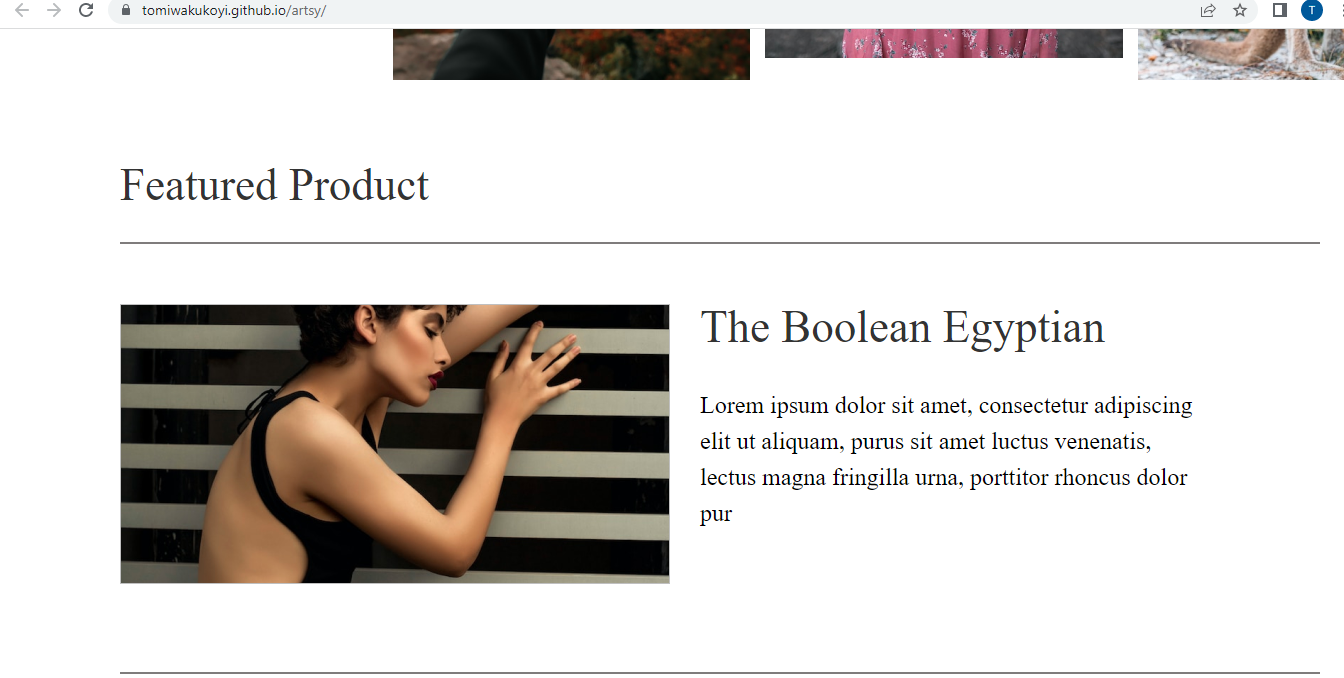 tomiwakukoyi.github.io/artsy/
T
Featured Product
The Boolean Egyptian
Lorem ipsum dolor sit amet, consectetur adipiscing
elit ut aliquam, purus sit amet luctus venenatis,
lectus magna fringilla urna, porttitor rhoncus dolor
pur